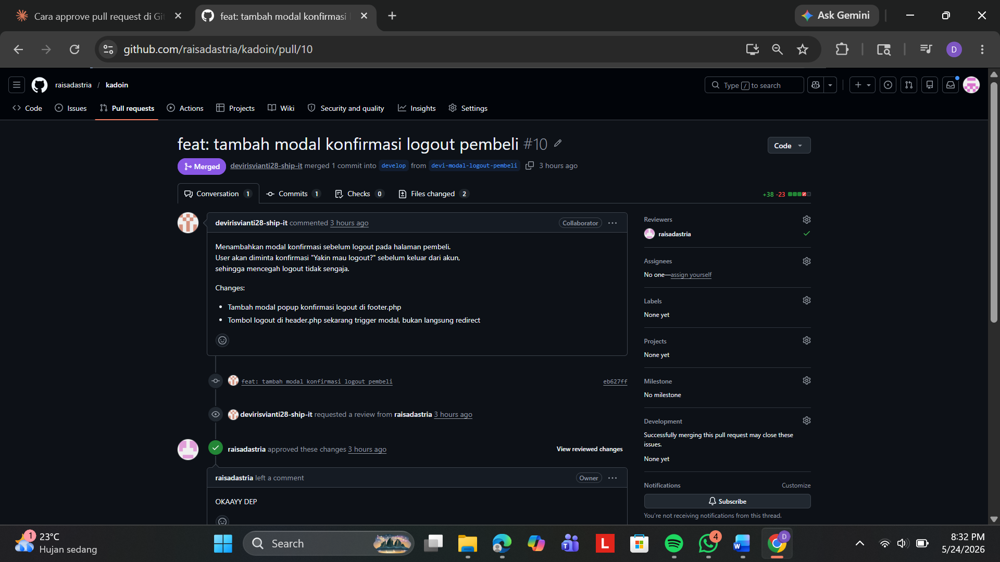 Cara approve pull request di Git
feat: tambah modal konfirmasi
Ask Gemini
github.com/raisadastria/kadoin/pull/10
D
raisadastria / kadoin
Type / to search
Code
Issues
Pull requests
Actions
Projects
Wiki
Security and quality
Insights
Settings
feat: tambah modal konfirmasi logout pembeli #10
Code
Merged
devirisvianti28-ship-it merged 1 commit into develop from devi-modal-logout-pembeli 3 hours ago
Conversation 1
Commits 1
Checks 0
Files changed 2
+38 -23
devirisvianti28-ship-it commented 3 hours ago
Collaborator
Menambahkan modal konfirmasi sebelum logout pada halaman pembeli.
User akan diminta konfirmasi "Yakin mau logout?" sebelum keluar dari akun,
sehingga mencegah logout tidak sengaja.
Changes:
• Tambah modal popup konfirmasi logout di footer.php
• Tombol logout di header.php sekarang trigger modal, bukan langsung redirect
feat: tambah modal konfirmasi logout pembeli
eb627ff
devirisvianti28-ship-it requested a review from raisadastria 3 hours ago
raisadastria approved these changes 3 hours ago
View reviewed changes
raisadastria left a comment
Owner
OKAAYY DEP
Reviewers
raisadastria
Assignees
No one—assign yourself
Labels
None yet
Projects
None yet
Milestone
No milestone
Development
Successfully merging this pull request may close these
issues.
None yet
Notifications
Customize
Subscribe
You're not receiving notifications from this thread.
1
23°C
Hujan sedang
Search
T
L
4
W
D
8:32 PM
5/24/2026